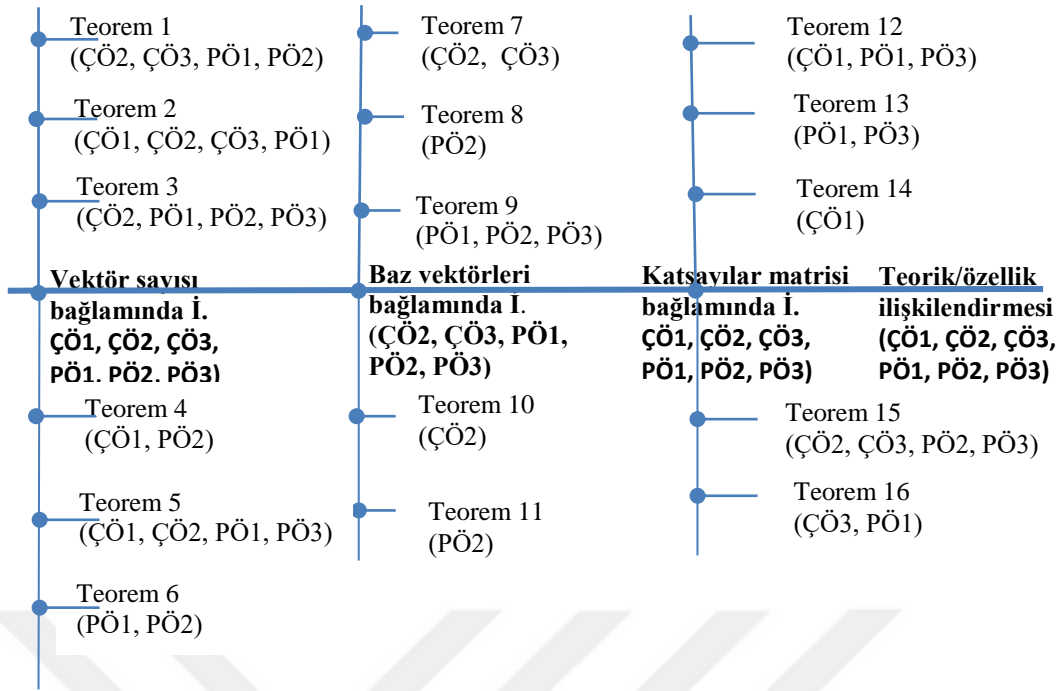 Teorem 1
(ÇÖ2, ÇÖ3, PÖ1, PÖ2)
Teorem 2
(ÇÖ1, ÇÖ2, ÇÖ3, PÖ1)
Teorem 3
(ÇÖ2, PÖ1, PÖ2, PÖ3)
Vektör sayısı
bağlamında İ.
ÇÖ1, ÇÖ2, ÇÖ3,
PÖ1, PÖ2, PÖ3)
Teorem 4
(ÇÖ1, PÖ2)
Teorem 5
(ÇÖ1, ÇÖ2, PÖ1, PÖ3)
Teorem 6
(PÖ1, PÖ2)
Teorem 7
(ÇÖ2, ÇÖ3)
Teorem 8
(PÖ2)
Teorem 9
(PÖ1, PÖ2, PÖ3)
Baz vektörleri
bağlamında İ.
(ÇÖ2, ÇÖ3, PÖ1,
PÖ2, PÖ3)
Teorem 10
(ÇÖ2)
Teorem 11
(PÖ2)
Teorem 12
(ÇÖ1, PÖ1, PÖ3)
Teorem 13
(PÖ1, PÖ3)
Teorem 14
(ÇÖ1)
Katsayılar matrisi
bağlamında İ.
ÇÖ1, ÇÖ2, ÇÖ3,
PÖ1, PÖ2, PÖ3)
Teorem 15
(ÇÖ2, ÇÖ3, PÖ2, PÖ3)
Teorem 16
(ÇÖ3, PÖ1)
Teorik/özellik
ilişkilendirmesi
(ÇÖ1, ÇÖ2, ÇÖ3,
PÖ1, PÖ2, PÖ3)